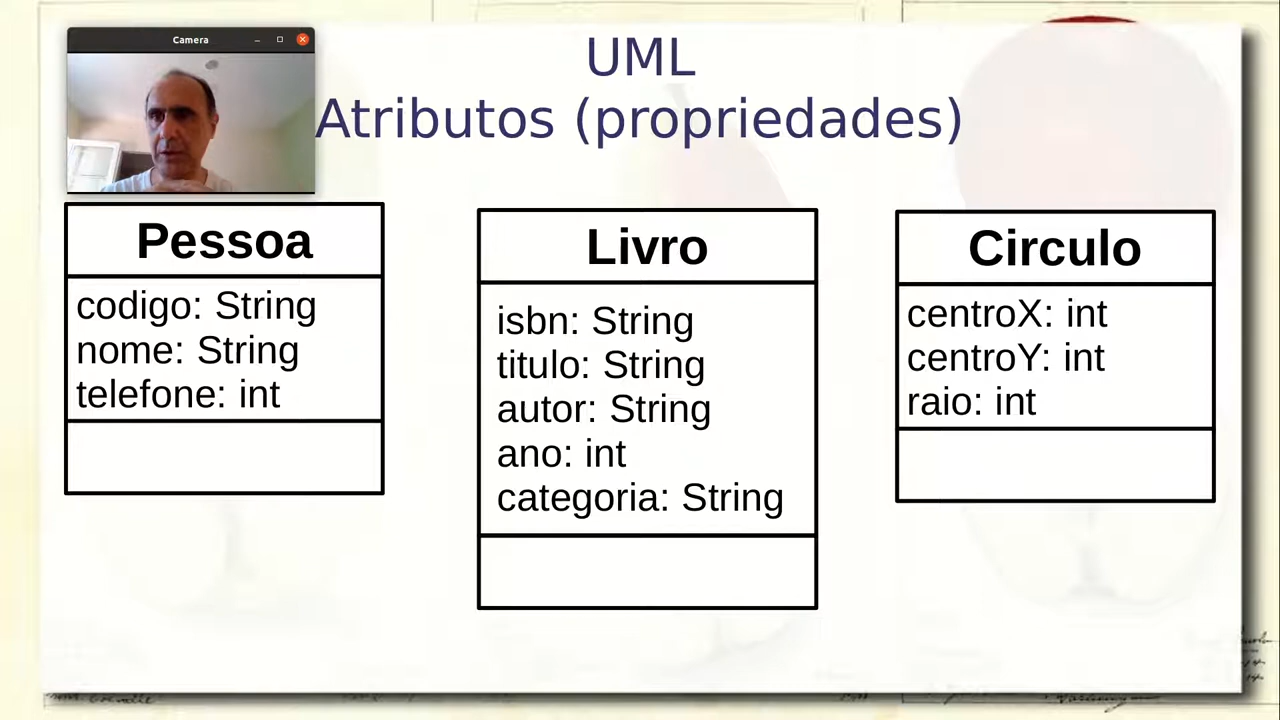 Camera
UML
Atributos (propriedades)
Pessoa
codigo: String
nome: String
telefone: int
Livro
isbn: String
titulo: String
autor: String
ano: int
categoria: String
Circulo
centroX: int
centroY: int
raio: int